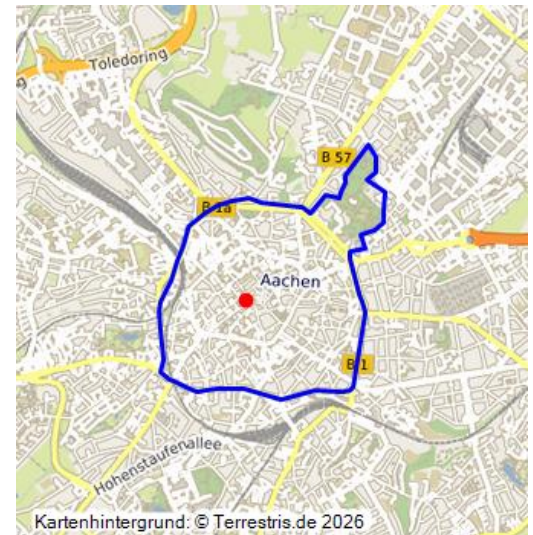 Toledoring
B 57
B 1a
Aachen
B 1
Hohenstaufenallee
Kartenhintergrund: © Terrestris.de 2026